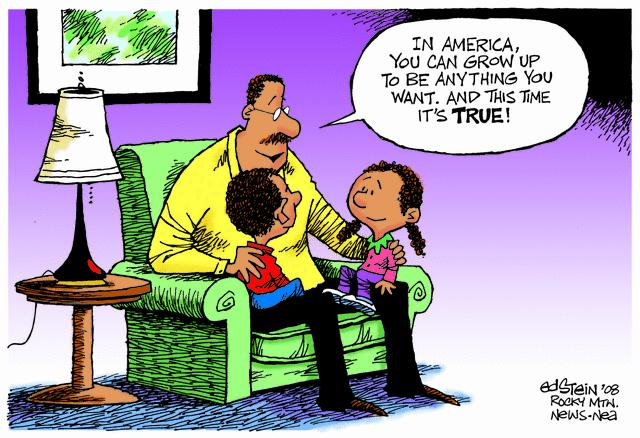 IN AMERICA,
YOU CAN GROW UP
TO BE ANYTHING YOU
WANT. AND THIS TIME
IT'S TRUE!
edStein '08
ROCKY MTN.
NEWS•Nea